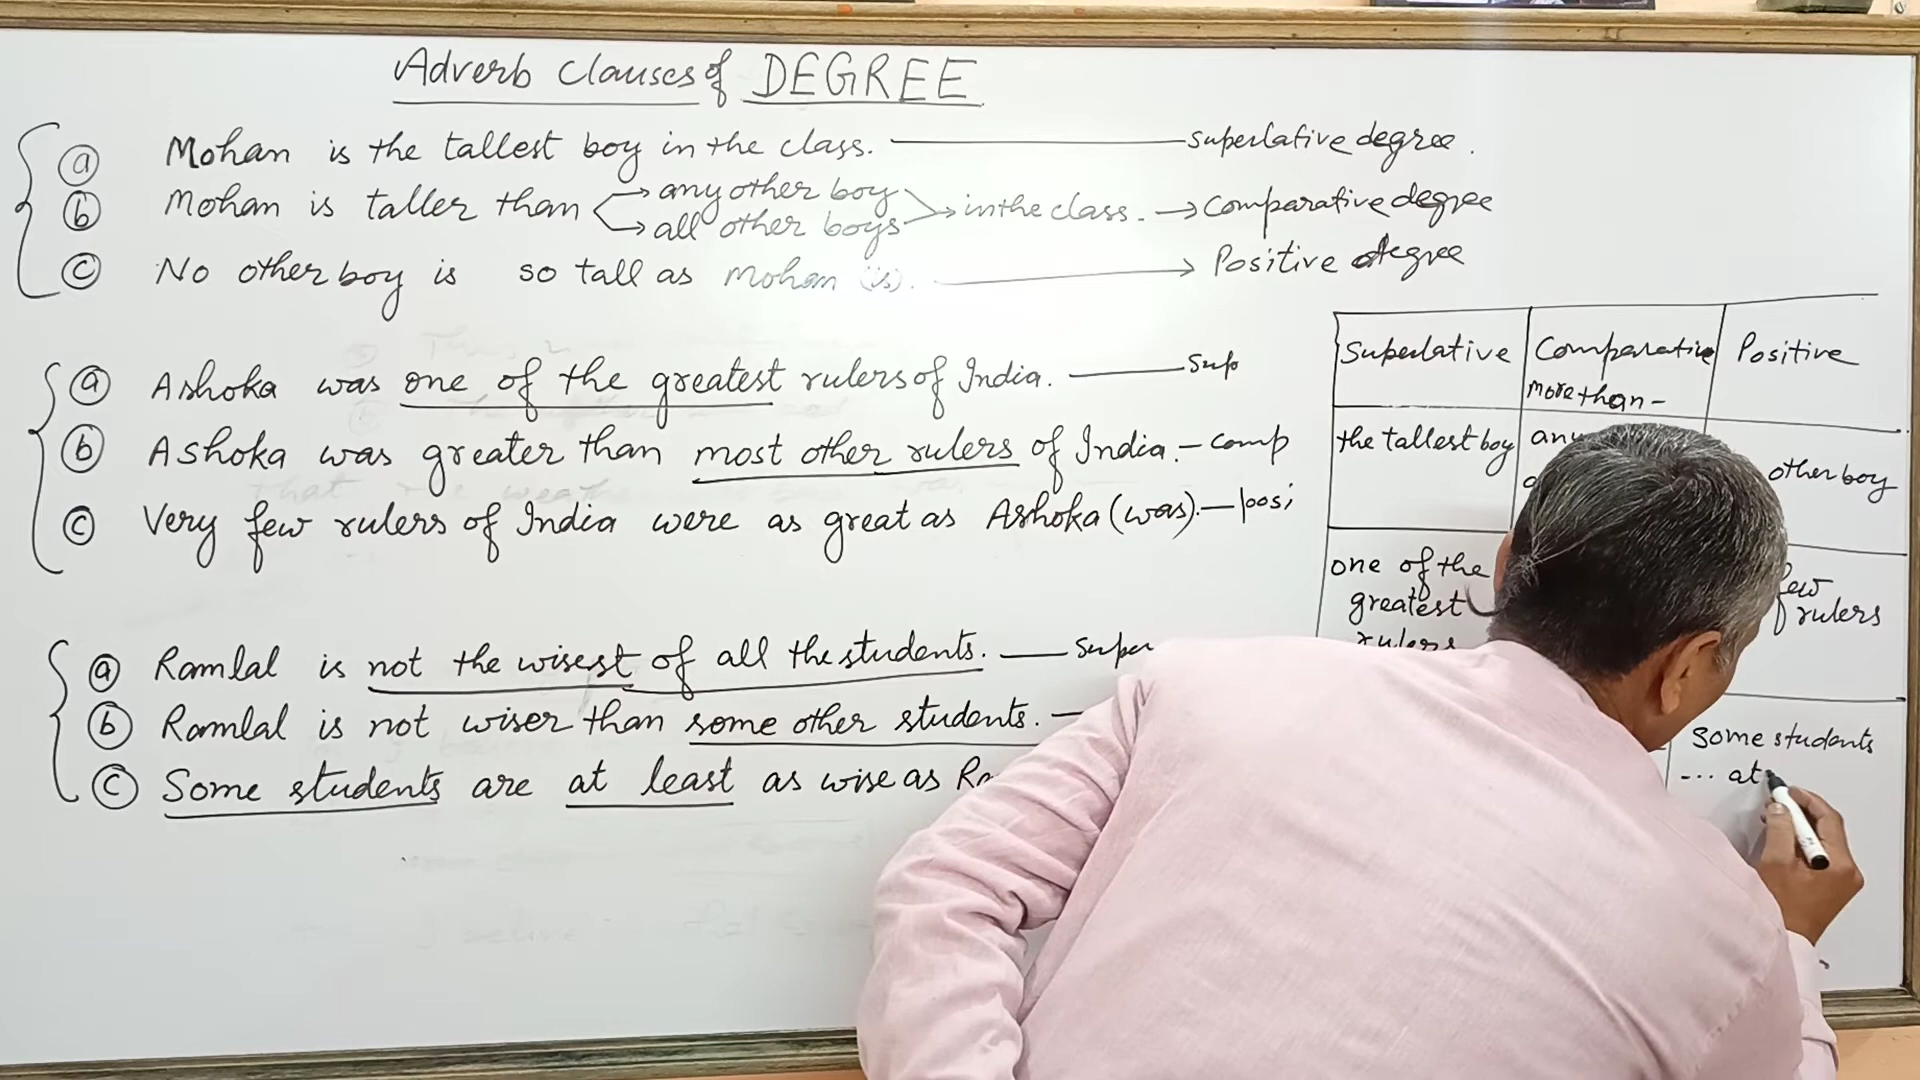 Adverb Clauses of DEGREE
(a) Mohan is the tallest boy in the class. — superlative degree.
(b) Mohan is taller than → any other boy → in the class. → Comparative degree
→ all other boys
(c) No other boy is so tall as Mohan (is). → Positive degree
(a) Ashoka was one of the greatest rulers of India. — Sup
(b) Ashoka was greater than most other rulers of India. – comp
(c) Very few rulers of India were as great as Ashoka (was). – posi
(a) Ramlal is not the wisest of all the students. — Super
(b) Ramlal is not wiser than some other students. —
(c) Some students are at least as wise as
Superlative Comparative Positive
more than –
the tallest boy other boy
one of the few
greatest rulers
rulers
Some students
... at